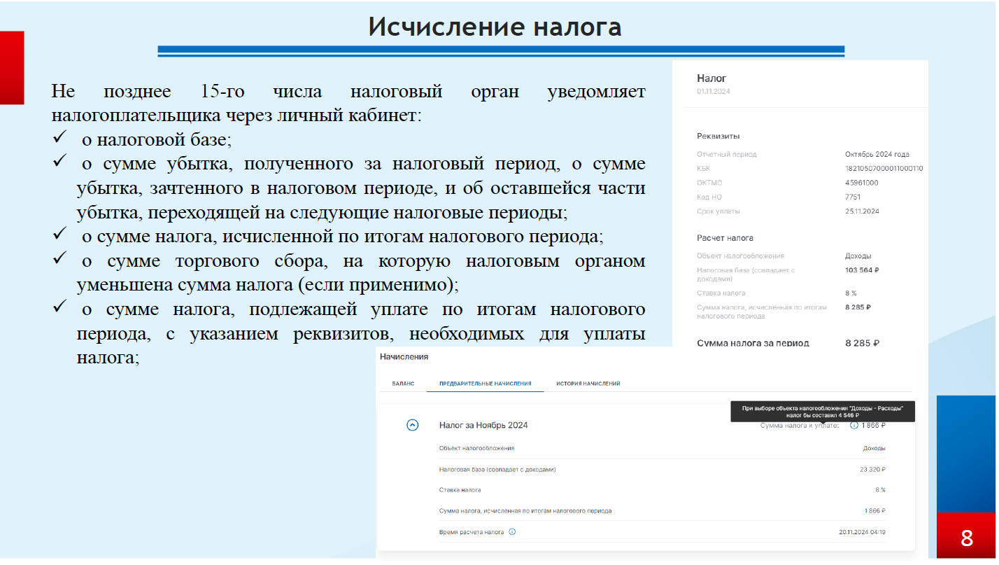 Исчисление налога
Не позднее 15-го числа налоговый орган уведомляет
налогоплательщика через личный кабинет:
✓ о налоговой базе;
✓ о сумме убытка, полученного за налоговый период, о сумме
убытка, зачтенного в налоговом периоде, и об оставшейся части
убытка, переходящей на следующие налоговые периоды;
✓ о сумме налога, исчисленной по итогам налогового периода;
✓ о сумме торгового сбора, на которую налоговым органом
уменьшена сумма налога (если применимо);
✓ о сумме налога, подлежащей уплате по итогам налогового
периода, с указанием реквизитов, необходимых для уплаты
налога;
Налог
01.11.2024
Реквизиты
Отчетный период Октябрь 2024 года
КБК 18210507000011000110
ОКТМО 45961000
Код НО 7751
Срок уплаты 25.11.2024
Расчет налога
Объект налогообложения Доходы
Налоговая база (совпадает с 103 564 ₽
доходами)
Ставка налога 8 %
Сумма налога, исчисленная по итогам 8 285 ₽
налогового периода
Сумма налога за период 8 285 ₽
Начисления
БАЛАНС ПРЕДВАРИТЕЛЬНЫЕ НАЧИСЛЕНИЯ ИСТОРИЯ НАЧИСЛЕНИЙ
При выборе объекта налогообложения "Доходы - Расходы"
налог бы составил 4 546 ₽
Налог за Ноябрь 2024 Сумма налога к уплате: 1 866 ₽
Объект налогообложения Доходы
Налоговая база (совпадает с доходами) 23 320 ₽
Ставка налога 8 %
Сумма налога, исчисленная по итогам налогового периода 1 866 ₽
Время расчета налога 20.11.2024 04:19
8